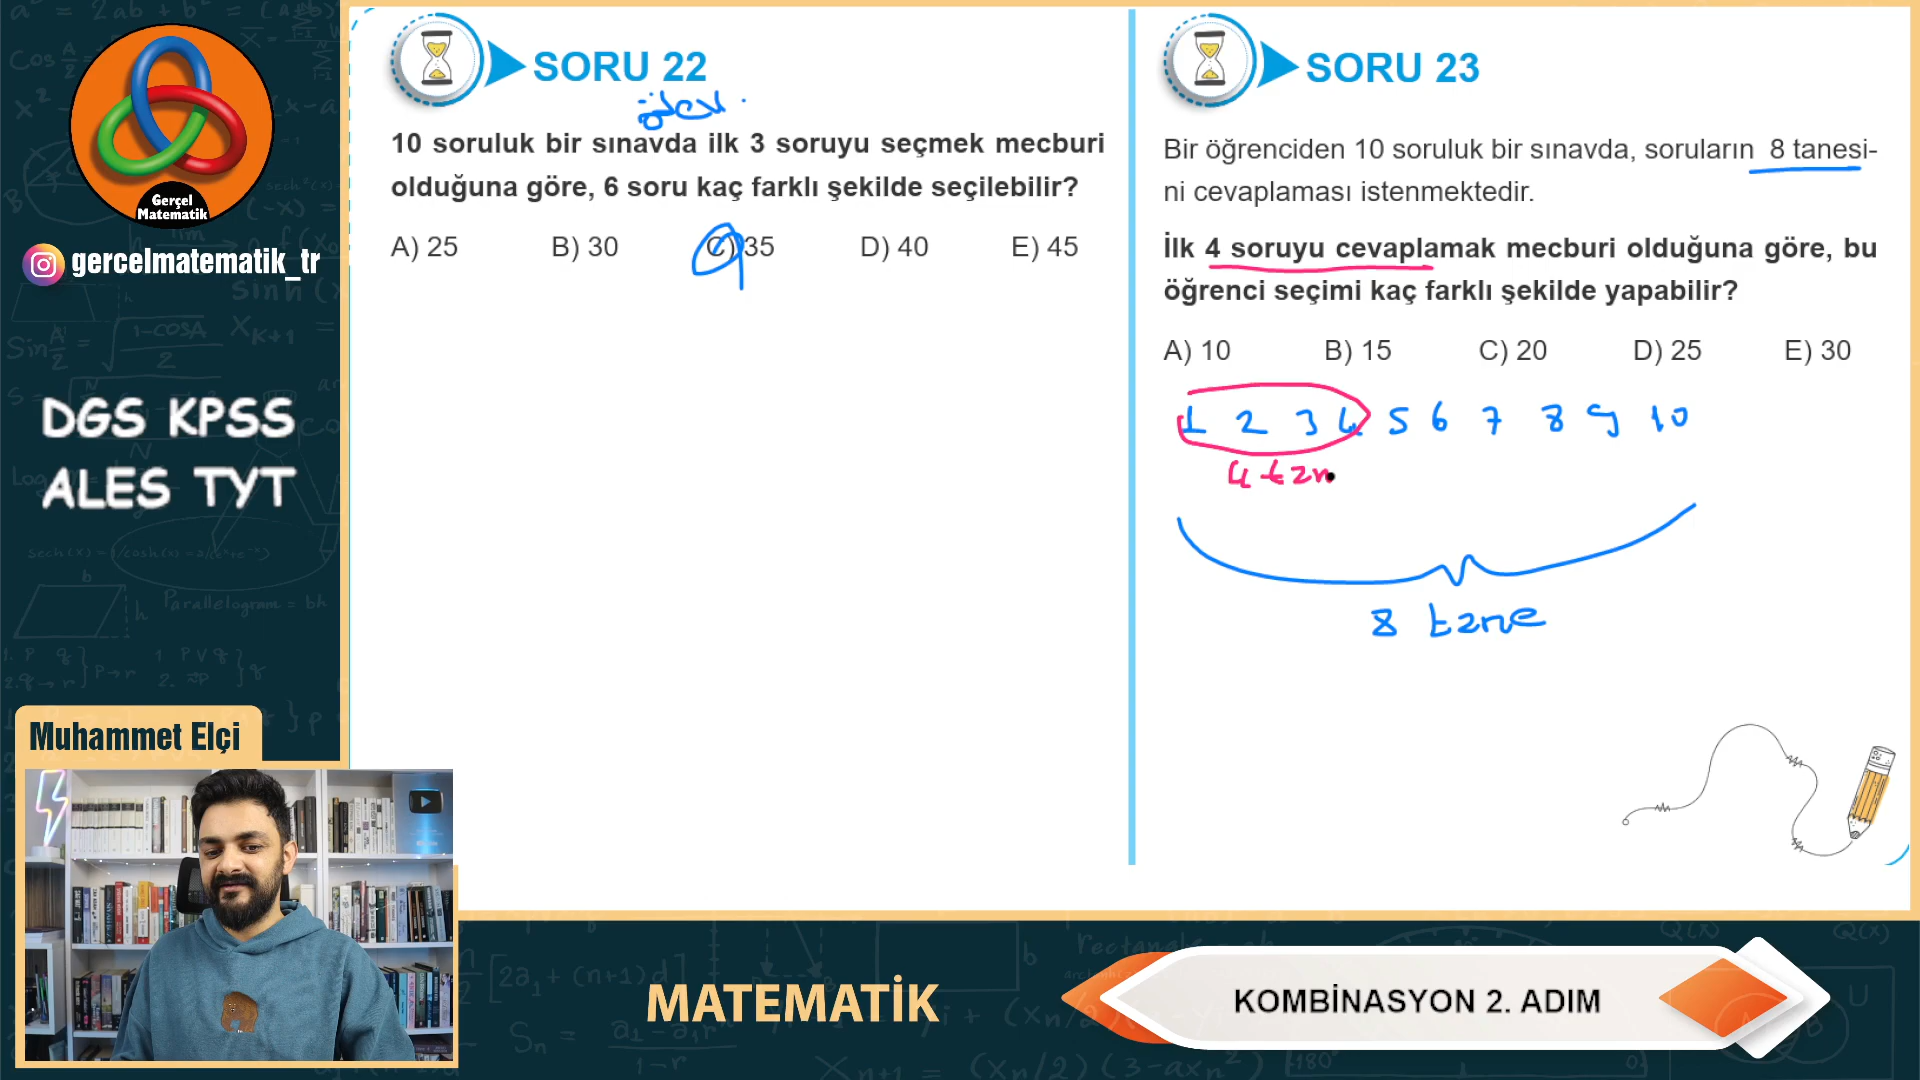 Gerçel
Matematik
gercelmatematik_tr
DGS KPSS
ALES TYT
Muhammet Elçi
SORU 22
ödev.
10 soruluk bir sınavda ilk 3 soruyu seçmek mecburi
olduğuna göre, 6 soru kaç farklı şekilde seçilebilir?
A) 25 B) 30 C) 35 D) 40 E) 45
SORU 23
Bir öğrenciden 10 soruluk bir sınavda, soruların 8 tanesi-
ni cevaplaması istenmektedir.
İlk 4 soruyu cevaplamak mecburi olduğuna göre, bu
öğrenci seçimi kaç farklı şekilde yapabilir?
A) 10 B) 15 C) 20 D) 25 E) 30
1 2 3 4 5 6 7 8 9 10
4 tan
8 tane
MATEMATİK
KOMBİNASYON 2. ADIM